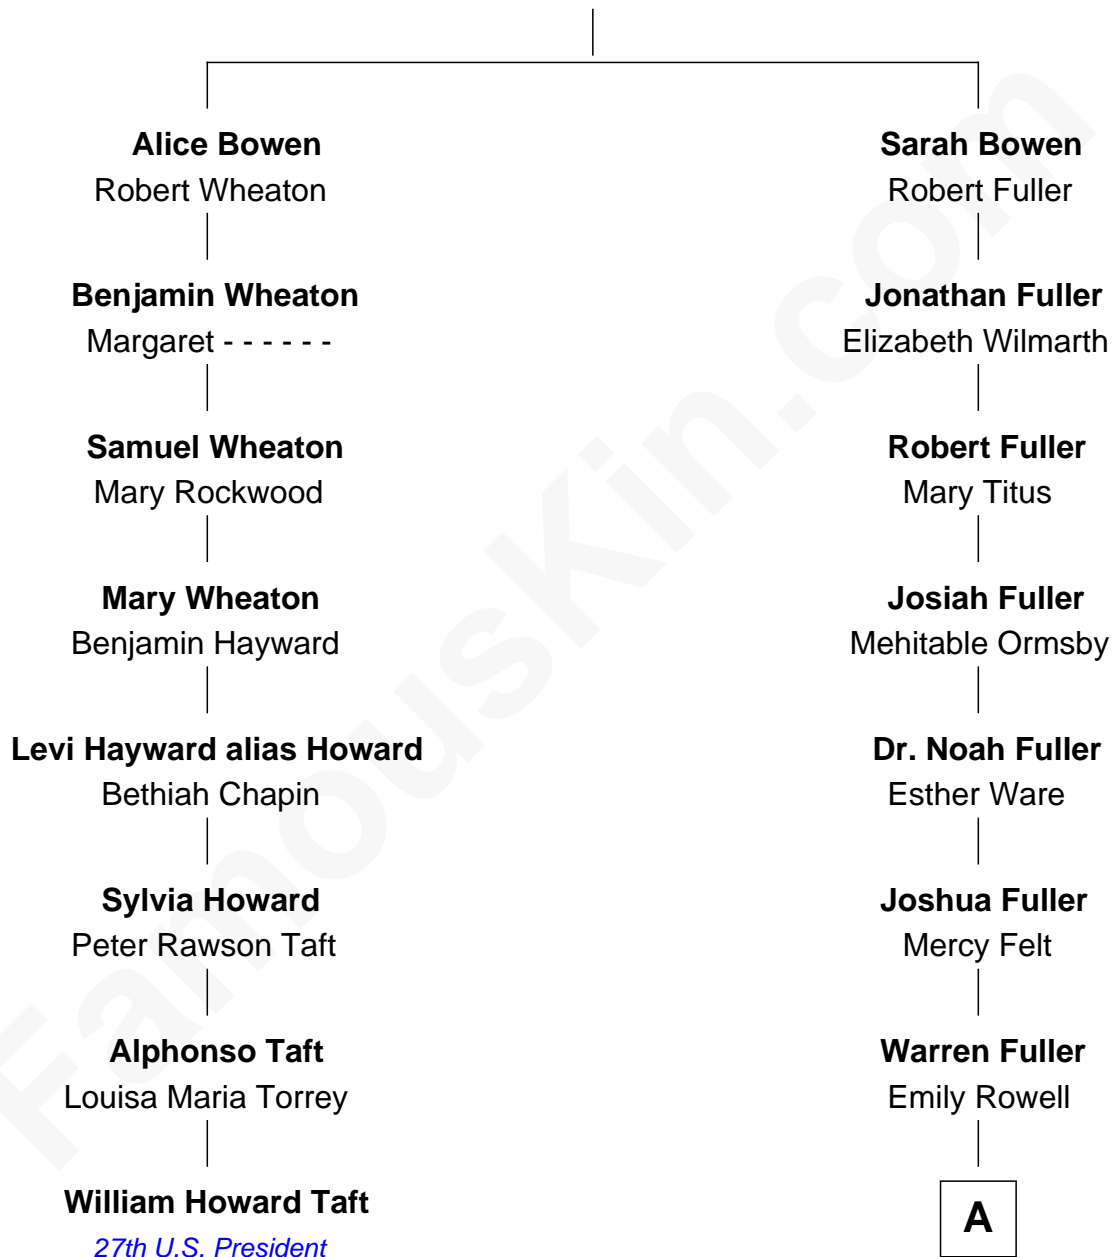 Alice Bowen
Robert Wheaton
Benjamin Wheaton
Margaret - - - - - -
Samuel Wheaton
Mary Rockwood
Mary Wheaton
Benjamin Hayward
Levi Hayward alias Howard
Bethiah Chapin
Sylvia Howard
Peter Rawson Taft
Alphonso Taft
Louisa Maria Torrey
William Howard Taft
27th U.S. President
Sarah Bowen
Robert Fuller
Jonathan Fuller
Elizabeth Wilmarth
Robert Fuller
Mary Titus
Josiah Fuller
Mehitable Ormsby
Dr. Noah Fuller
Esther Ware
Joshua Fuller
Mercy Felt
Warren Fuller
Emily Rowell
A
FamousKin.com